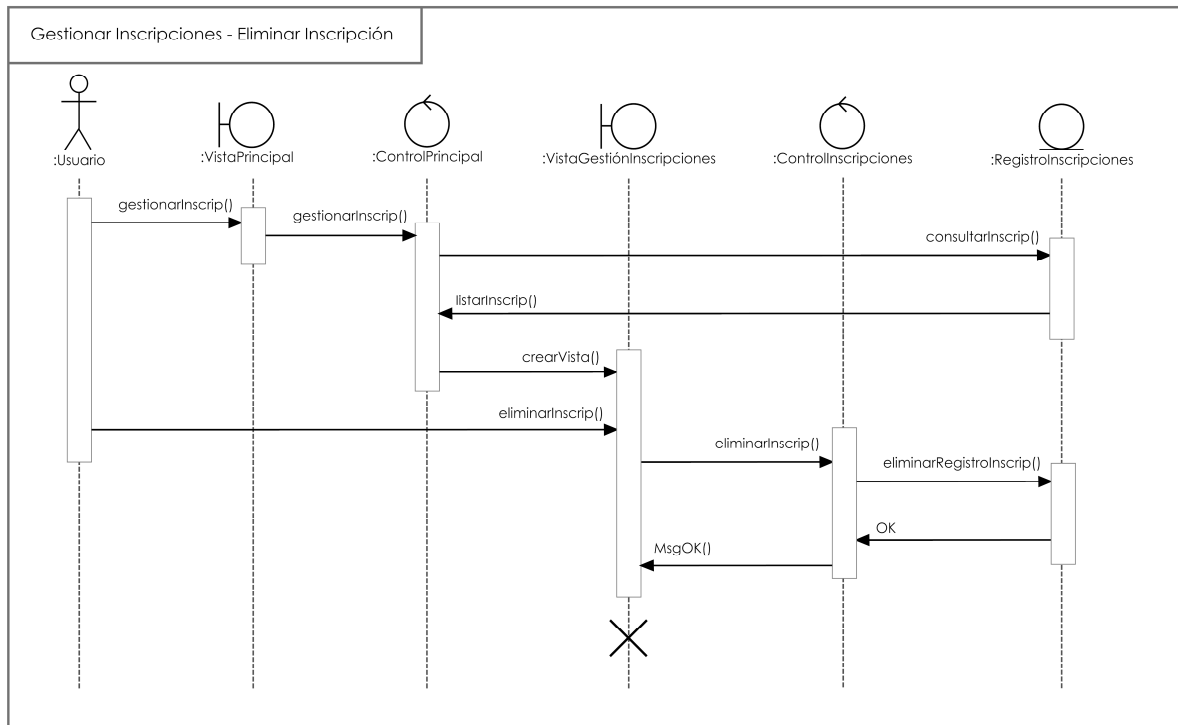 Gestionar Inscripciones - Eliminar Inscripción
:Usuario
:VistaPrincipal
:ControlPrincipal
:VistaGestiónInscripciones
:ControlInscripciones
:RegistroInscripciones
gestionarInscrip()
gestionarInscrip()
consultarInscrip()
listarInscrip()
crearVista()
eliminarInscrip()
eliminarInscrip()
eliminarRegistroInscrip()
OK
MsgOK()